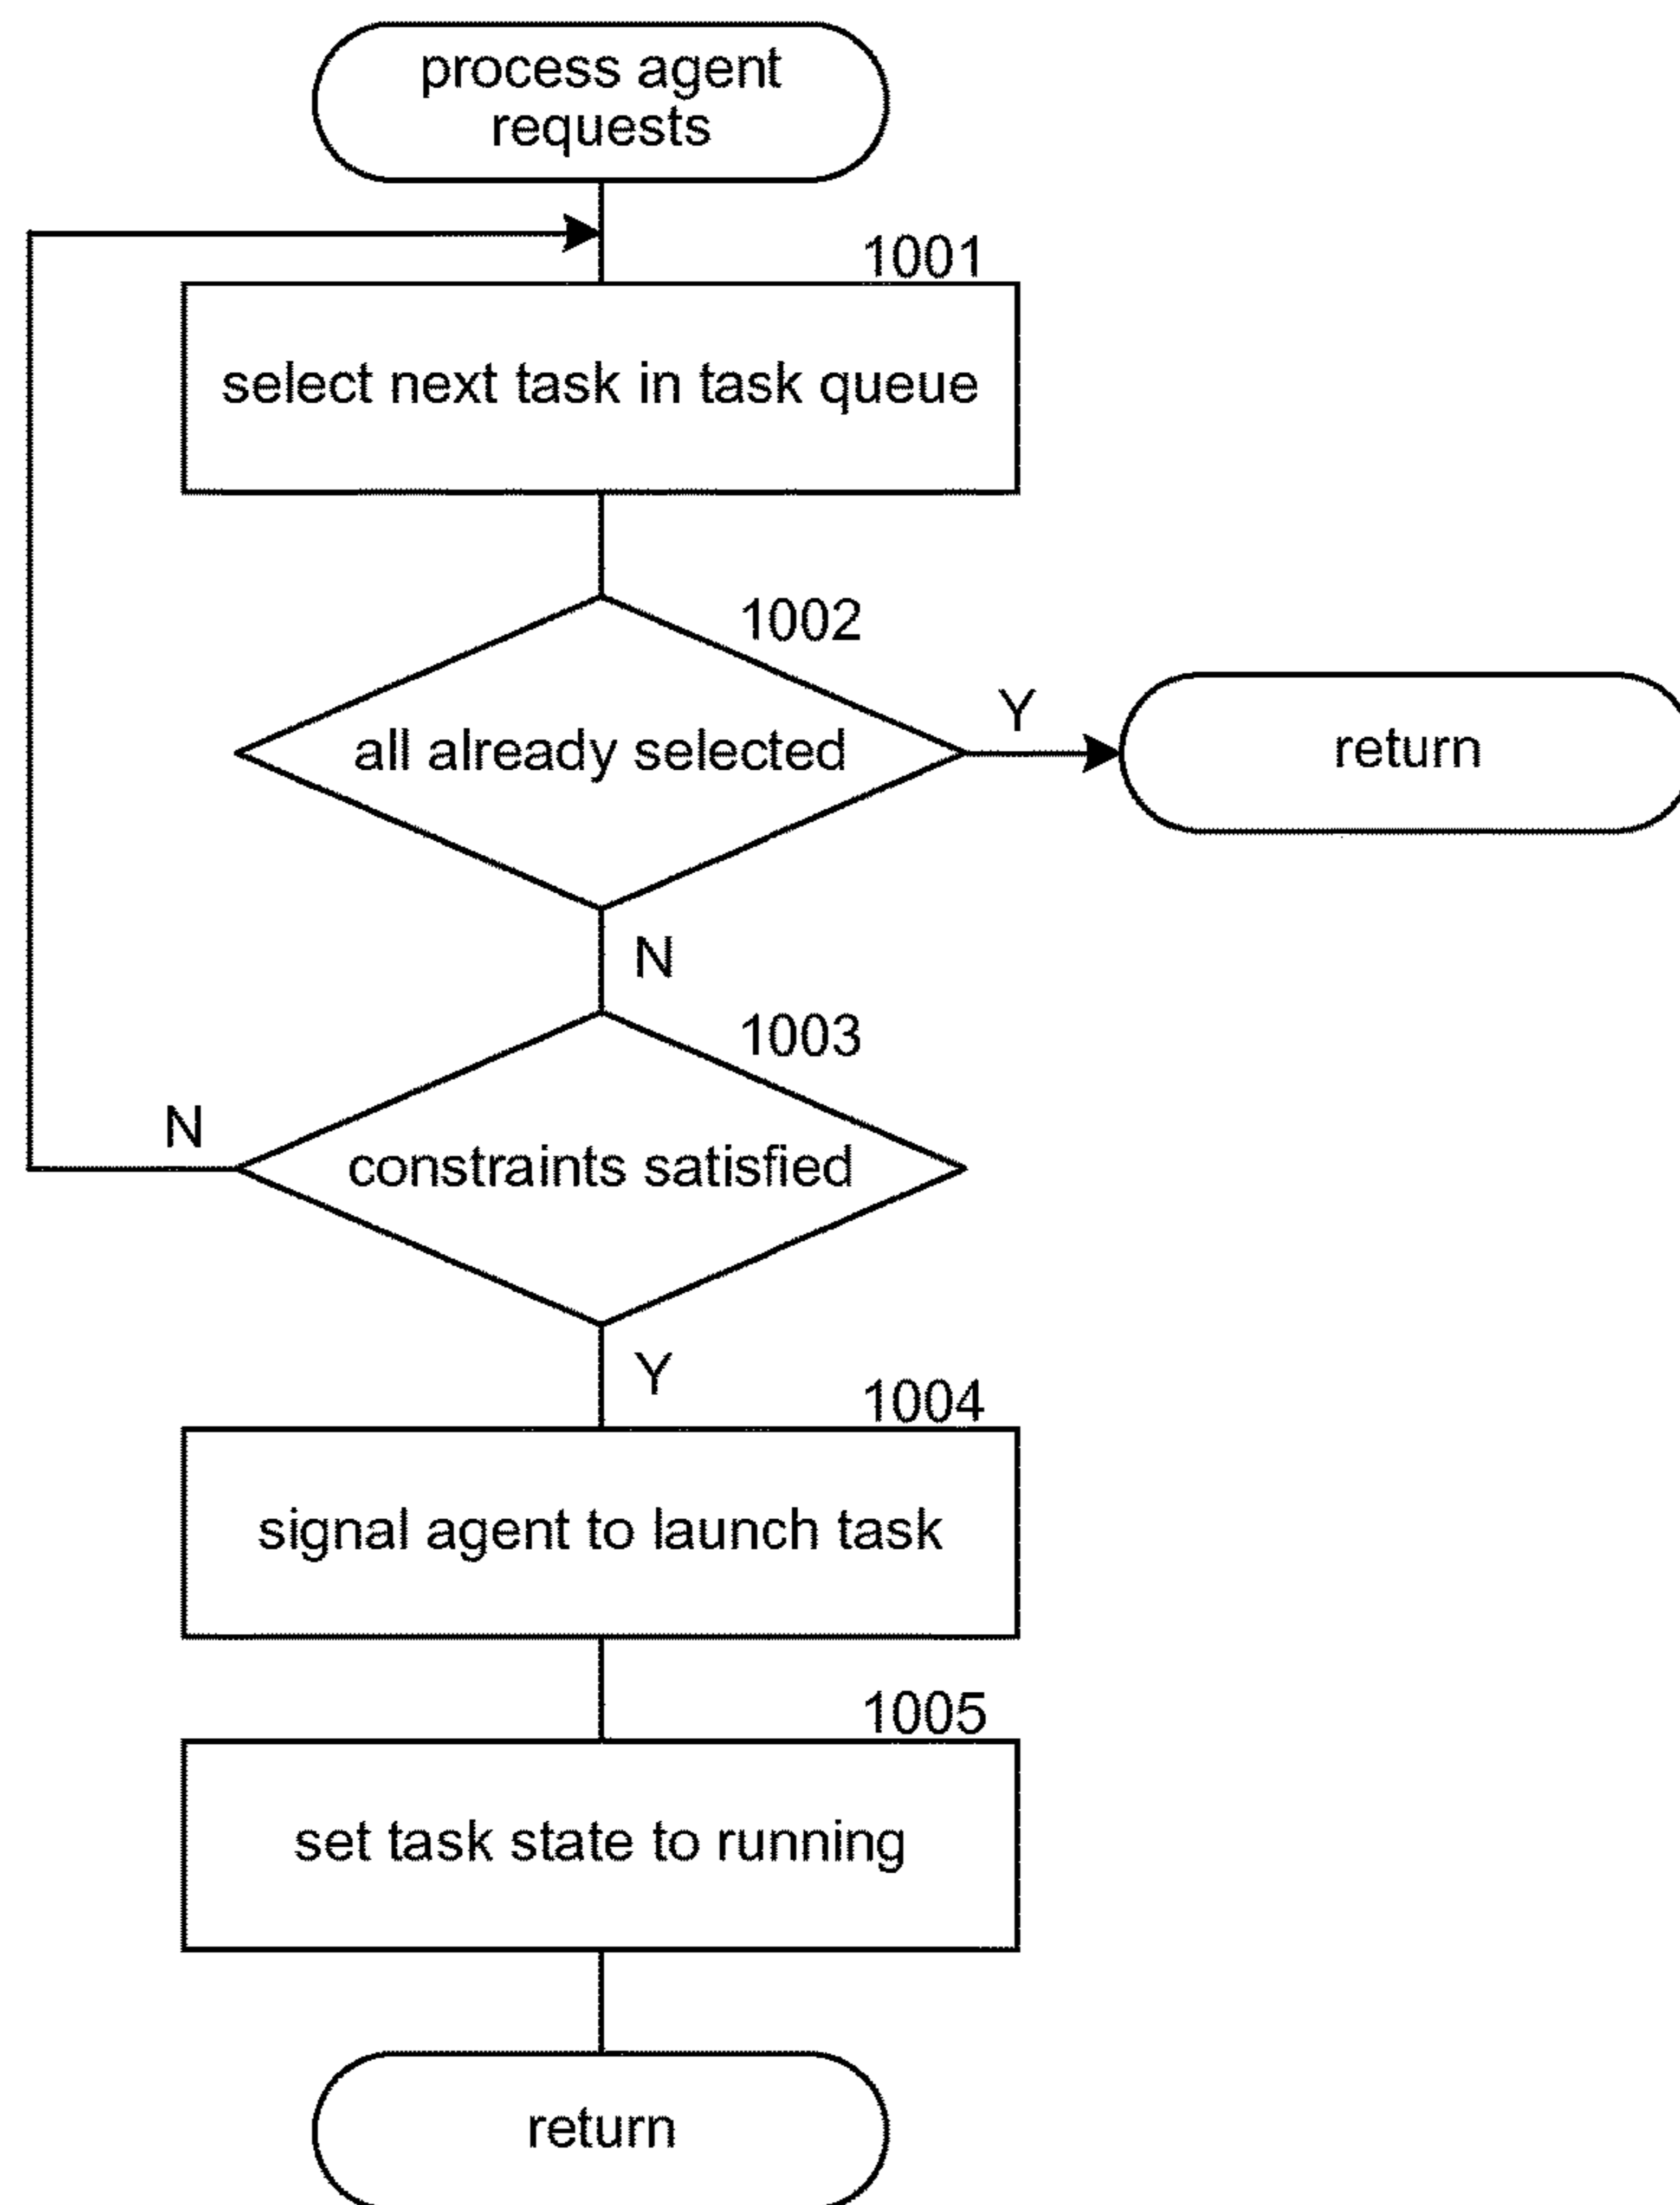 process agent
requests
1001
select next task in task queue
1002
all already selected
Y
return
N
1003
N
constraints satisfied
Y
1004
signal agent to launch task
1005
set task state to running
return